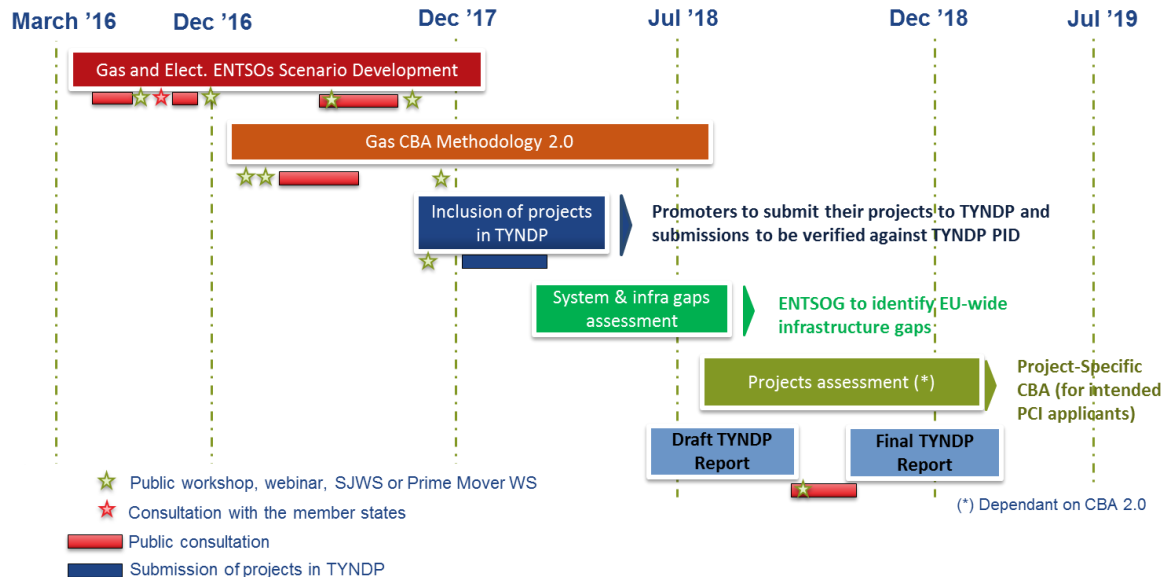 March ’16
Dec ’16
Dec ’17
Jul ’18
Dec ’18
Jul ’19
Gas and Elect. ENTSOs Scenario Development
Gas CBA Methodology 2.0
Inclusion of projects
in TYNDP
Promoters to submit their projects to TYNDP and
submissions to be verified against TYNDP PID
System & infra gaps
assessment
ENTSOG to identify EU-wide
infrastructure gaps
Projects assessment (*)
Project-Specific
CBA (for intended
PCI applicants)
Draft TYNDP
Report
Final TYNDP
Report
Public workshop, webinar, SJWS or Prime Mover WS
Consultation with the member states
Public consultation
Submission of projects in TYNDP
(*) Dependant on CBA 2.0